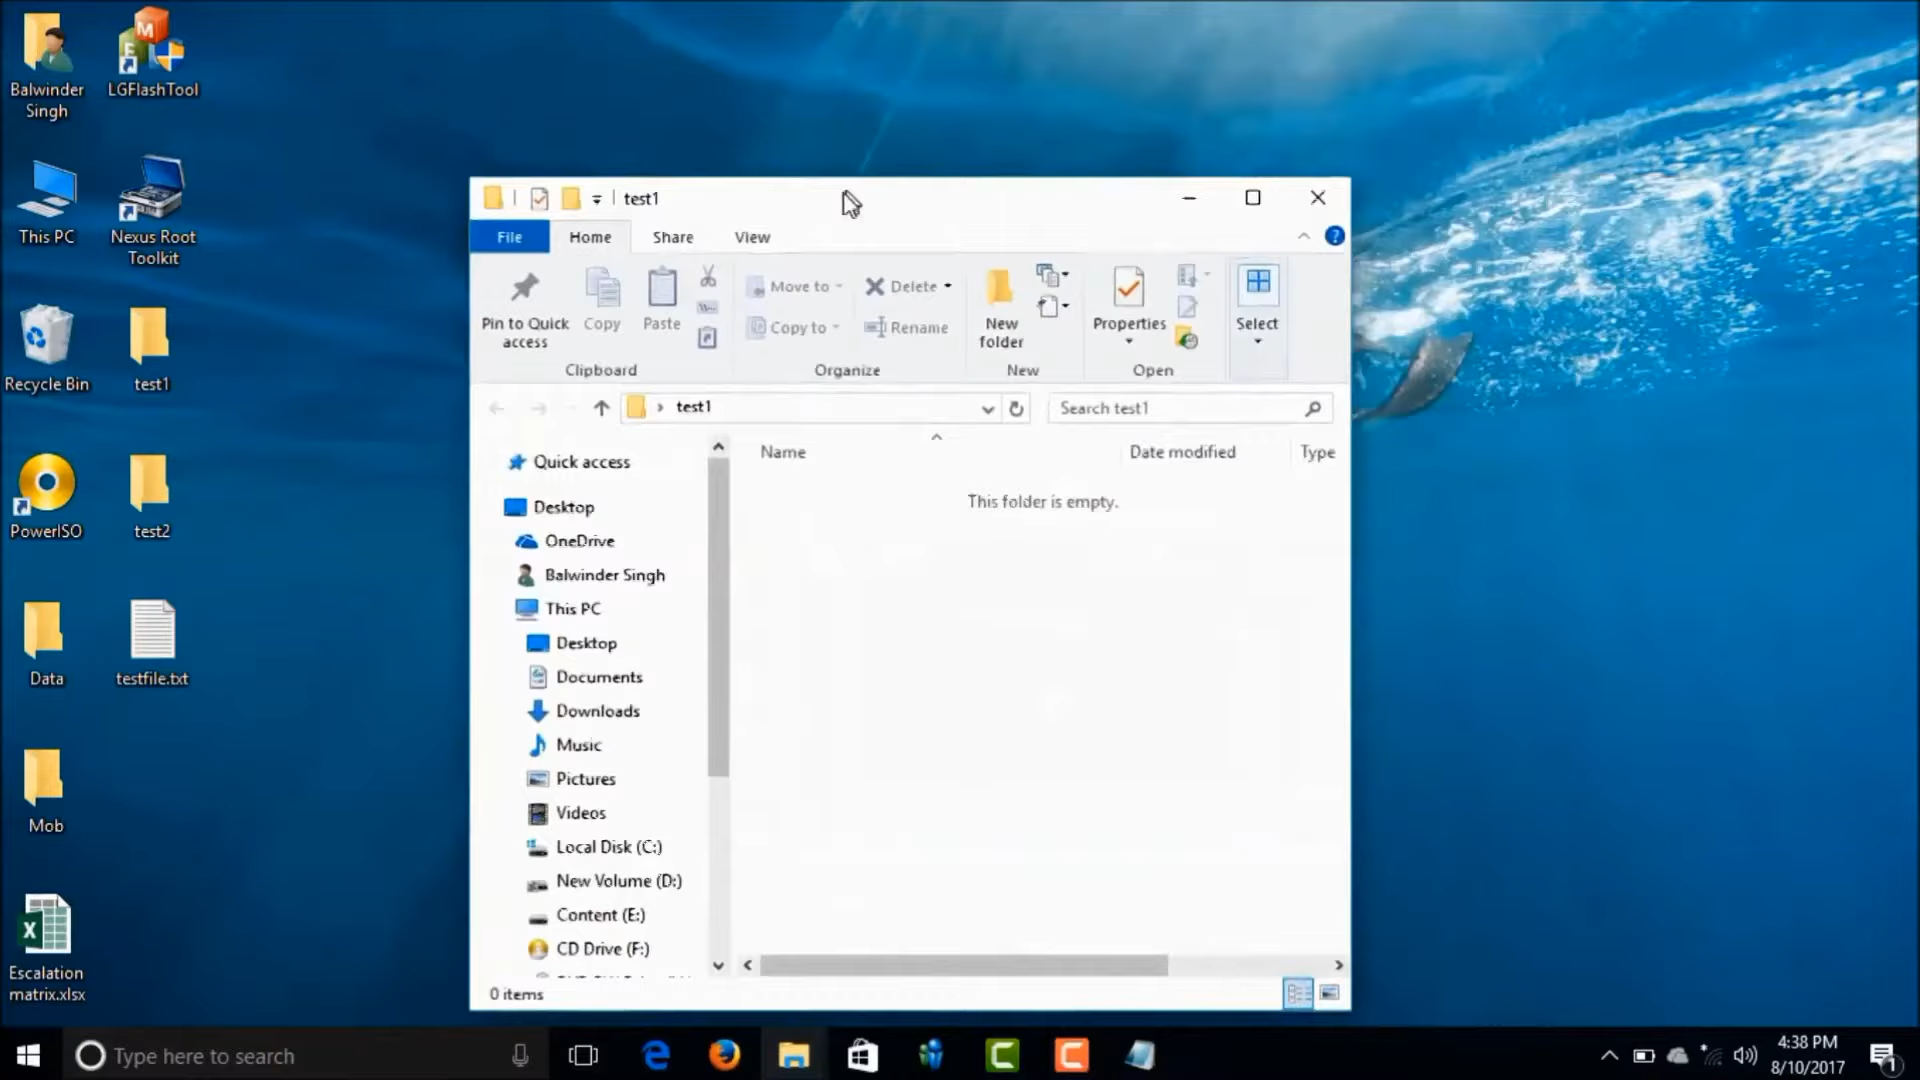 Balwinder
Singh
LGFlashTool
This PC
Nexus Root
Toolkit
Recycle Bin
test1
PowerISO
test2
Data
testfile.txt
Mob
Escalation
matrix.xlsx
test1
File
Home
Share
View
Pin to Quick
access
Copy
Paste
Move to
Copy to
Delete
Rename
New
folder
Properties
Select
Clipboard
Organize
New
Open
test1
Search test1
Name
Date modified
Type
This folder is empty.
Quick access
Desktop
OneDrive
Balwinder Singh
This PC
Desktop
Documents
Downloads
Music
Pictures
Videos
Local Disk (C:)
New Volume (D:)
Content (E:)
CD Drive (F:)
0 items
Type here to search
4:38 PM
8/10/2017
1